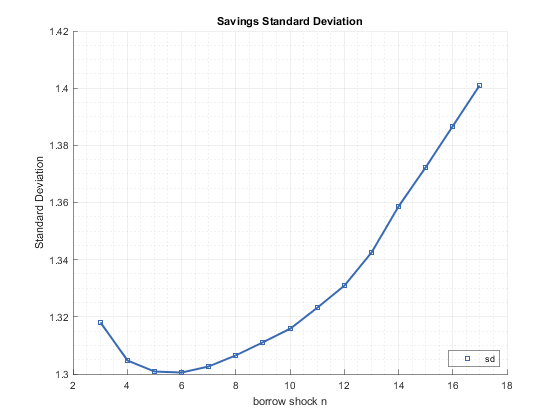 Savings Standard Deviation
1.42
1.4
1.38
1.36
1.34
1.32
1.3
Standard Deviation
2 4 6 8 10 12 14 16 18
borrow shock n
sd